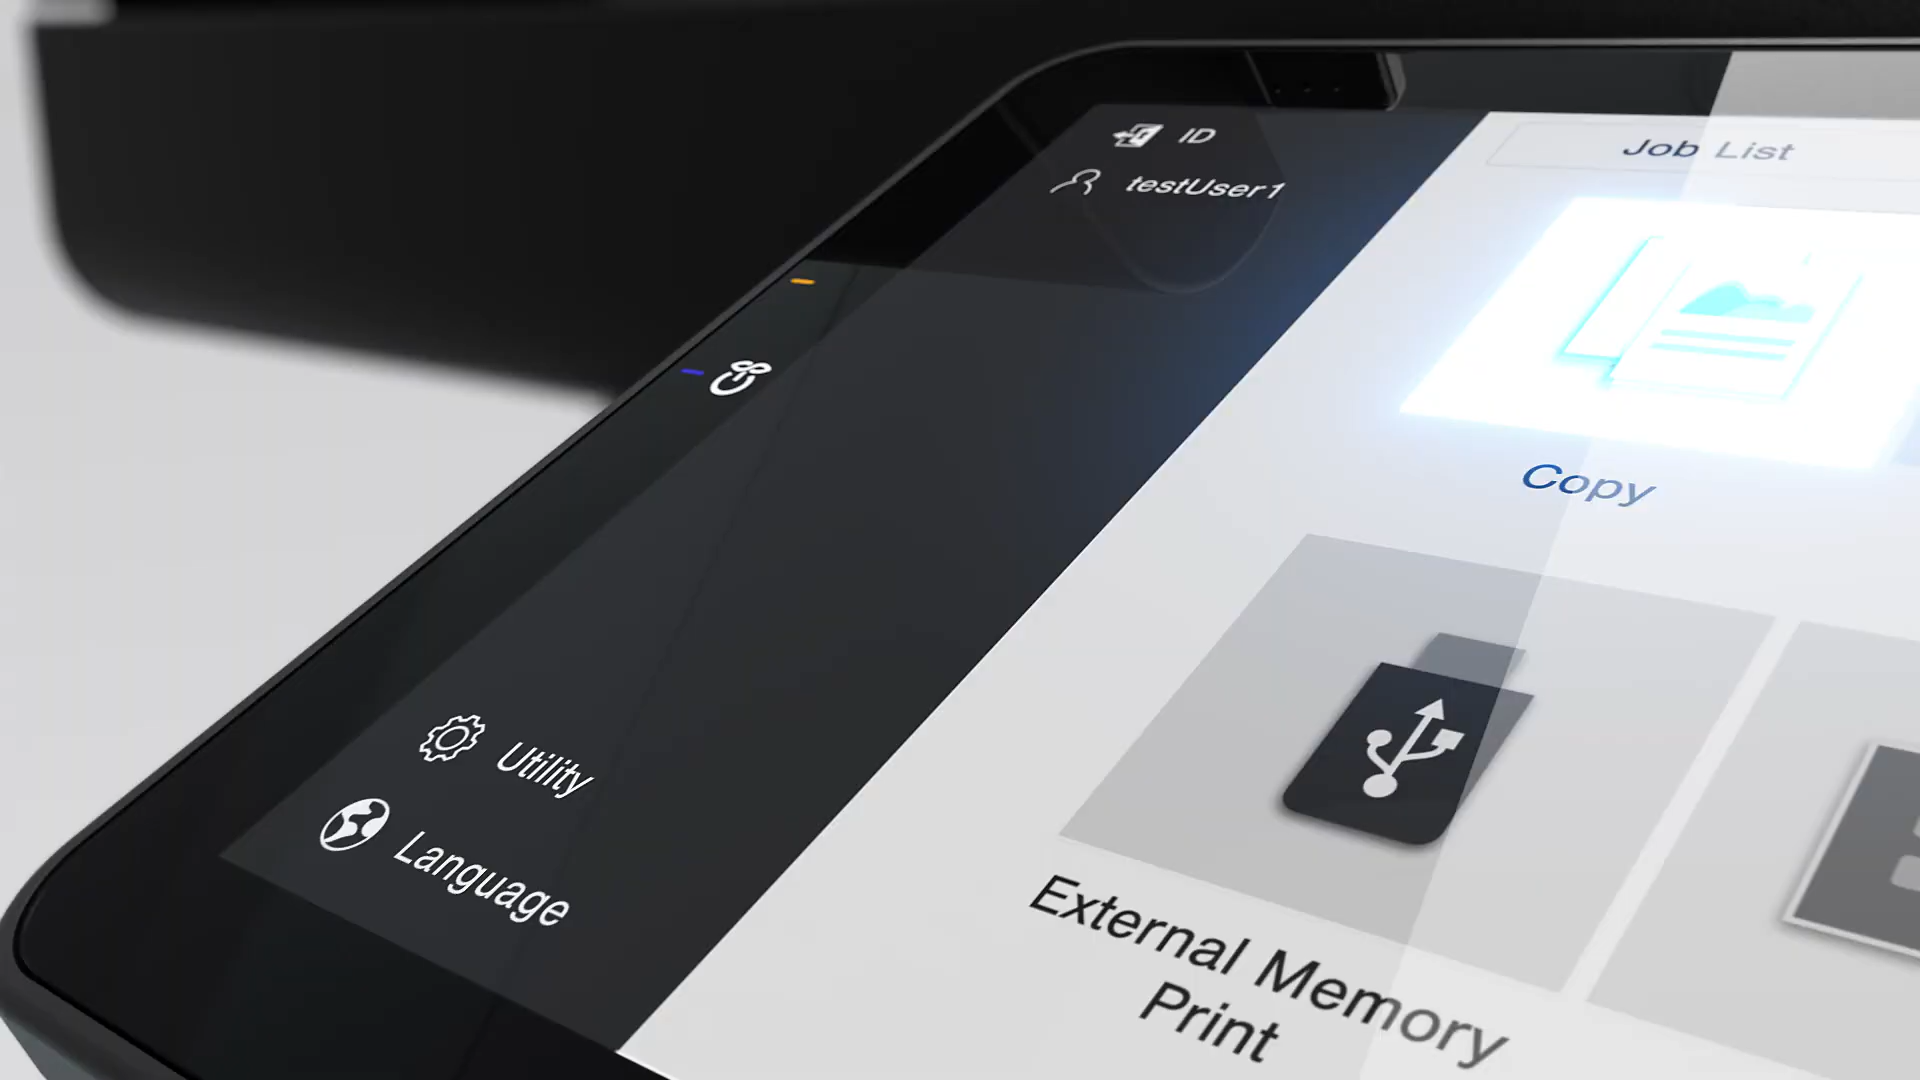 ID
testUser1
Job List
Copy
Utility
Language
External Memory
Print